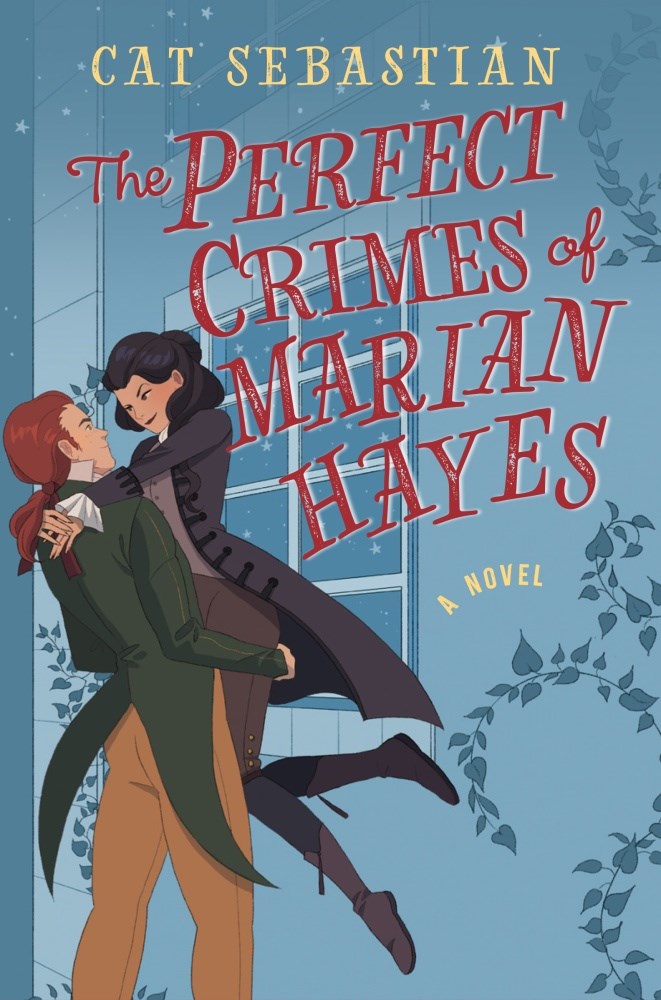 CAT SEBASTIAN
The PERFECT
CRIMES of
MARIAN
HAYES
A NOVEL